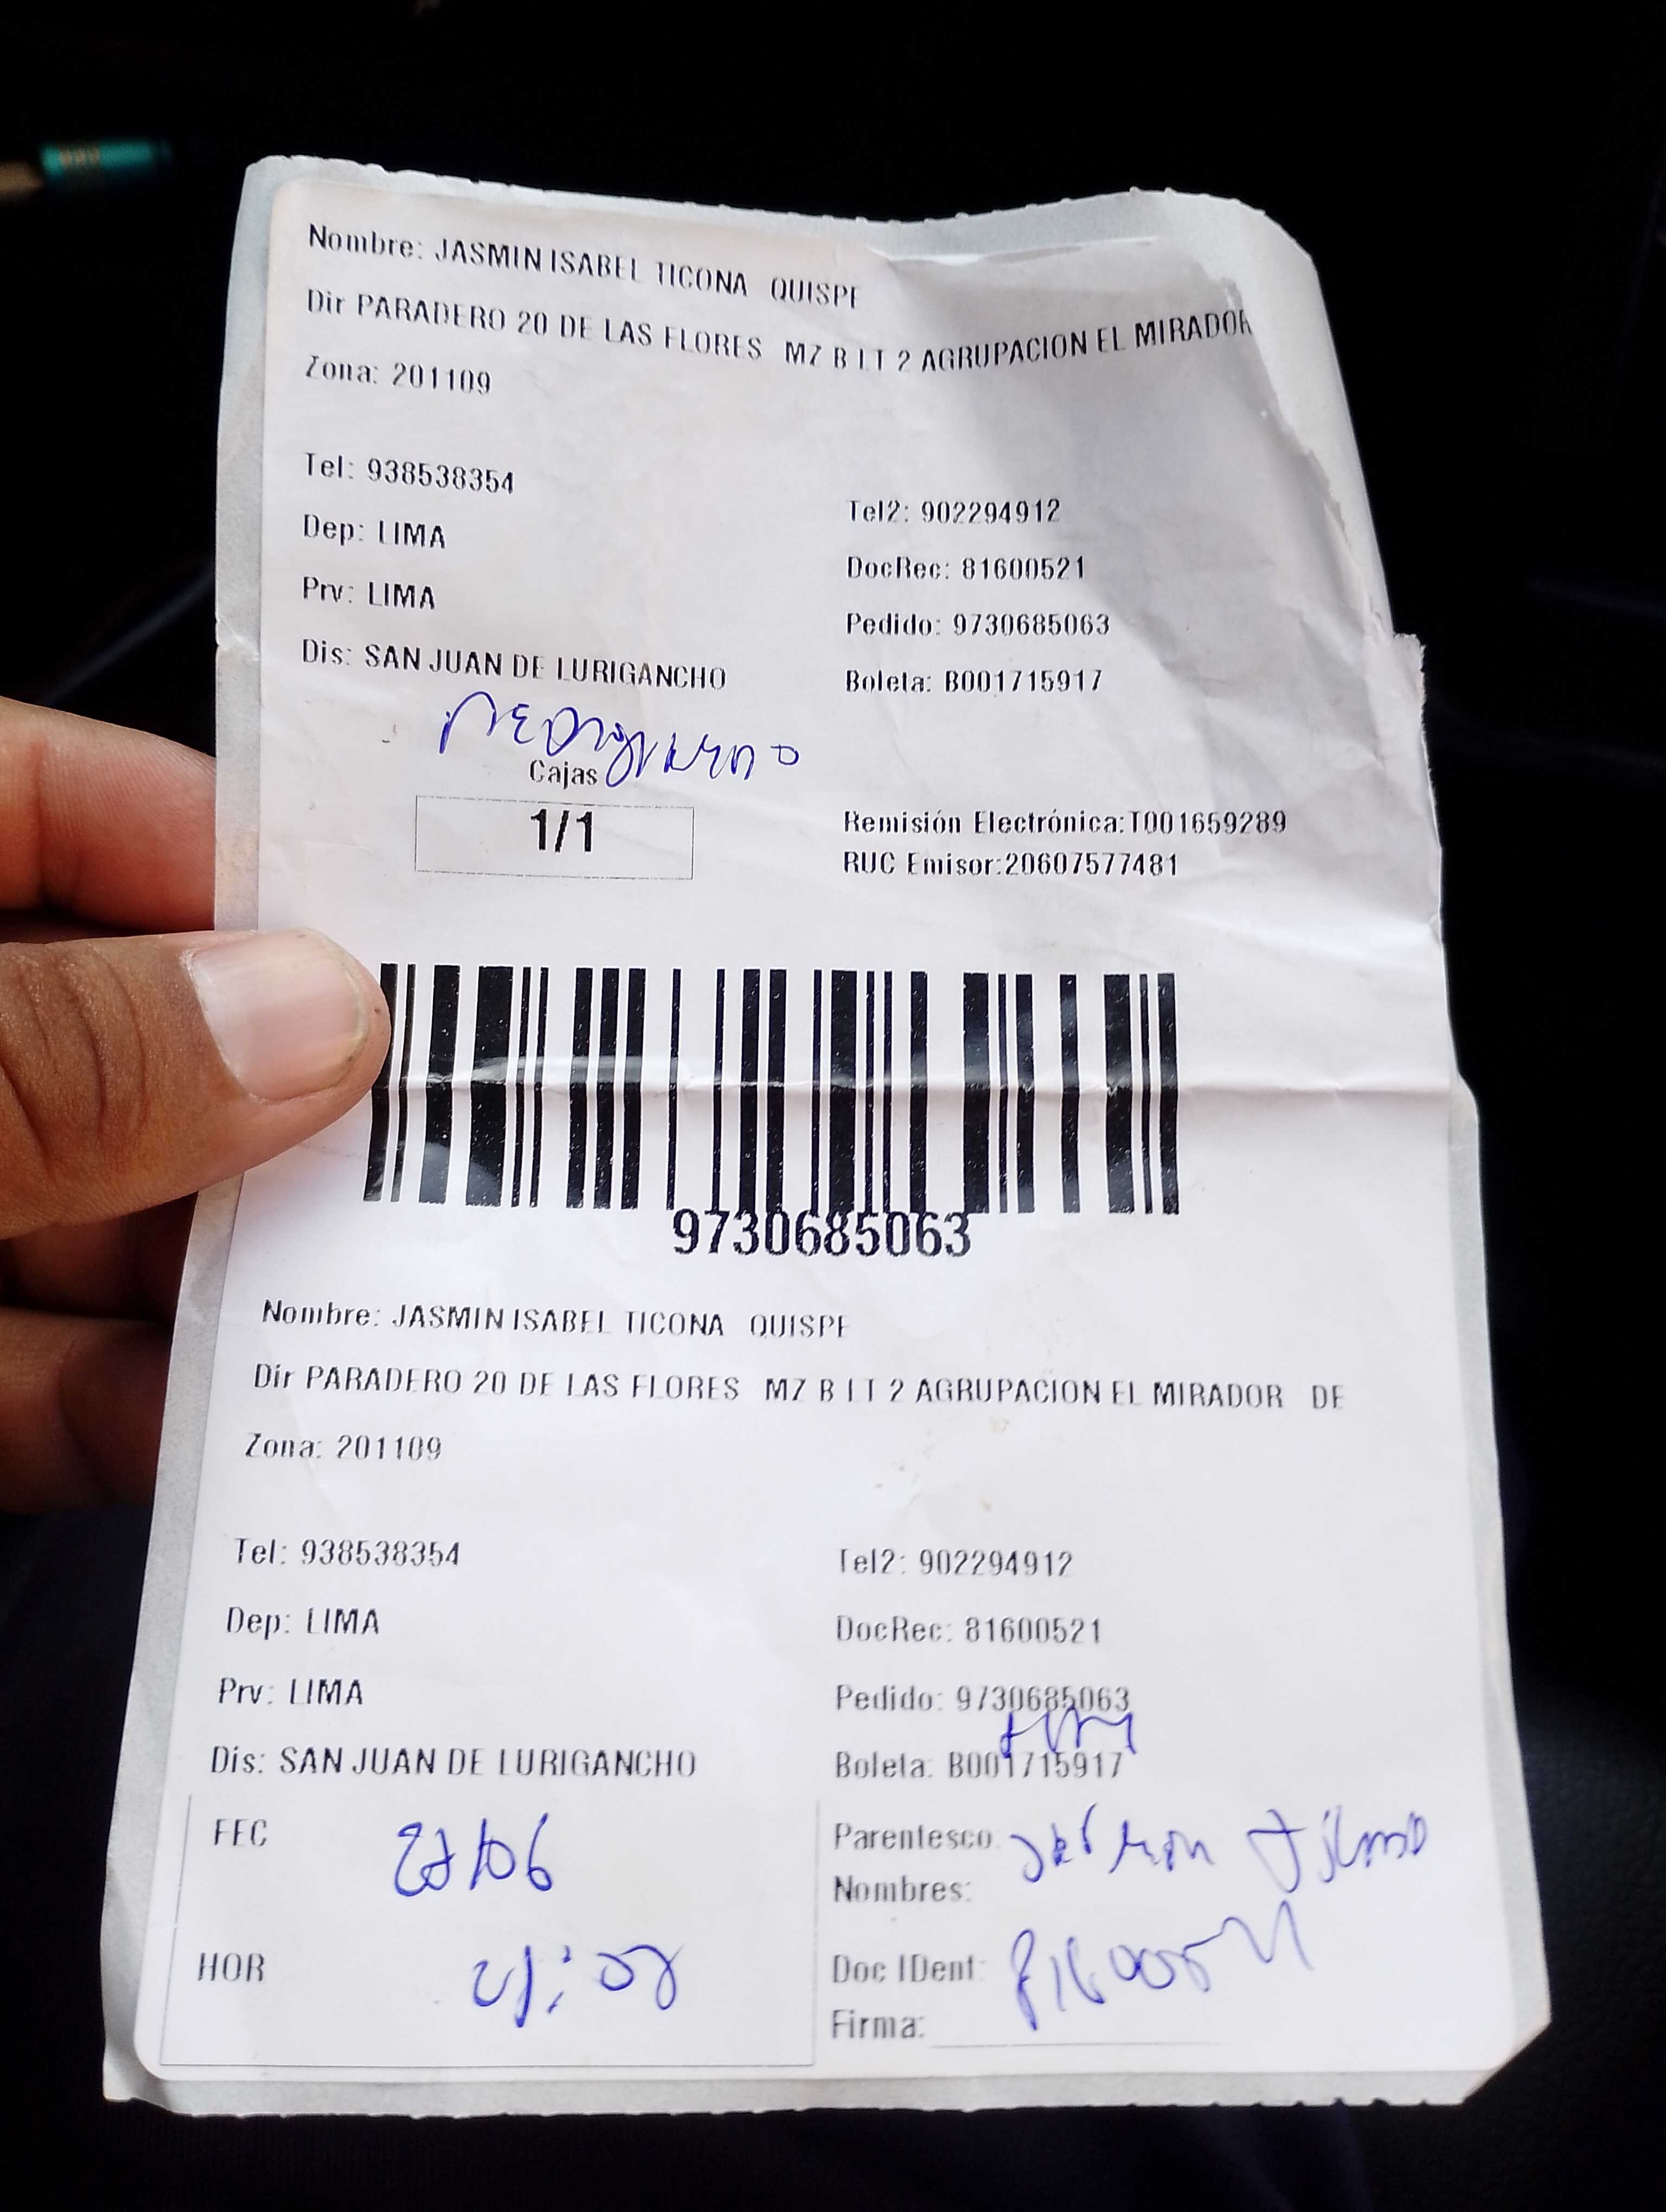 Nombre: JASMIN ISABEL TICONA QUISPE
Dir PARADERO 20 DE LAS FLORES MZ B LT 2 AGRUPACION EL MIRADOR
Zona: 201109
Tel: 938538354
Tel2: 902294912
Dep: LIMA
DocRec: 81600521
Prv: LIMA
Pedido: 9730685063
Dis: SAN JUAN DE LURIGANCHO
Boleta: B001715917
Cajas
1/1
Remisión Electrónica:T001659289
RUC Emisor:20607577481
9730685063
Nombre: JASMIN ISABEL TICONA QUISPE
Dir PARADERO 20 DE LAS FLORES MZ B LT 2 AGRUPACION EL MIRADOR DE
Zona: 201109
Tel: 938538354
Tel2: 902294912
Dep: LIMA
DocRec: 81600521
Prv: LIMA
Pedido: 9730685063
Dis: SAN JUAN DE LURIGANCHO
Boleta: B001715917
FEC
Parentesco
Nombres:
HOR
Doc IDent: 81600521
Firma: